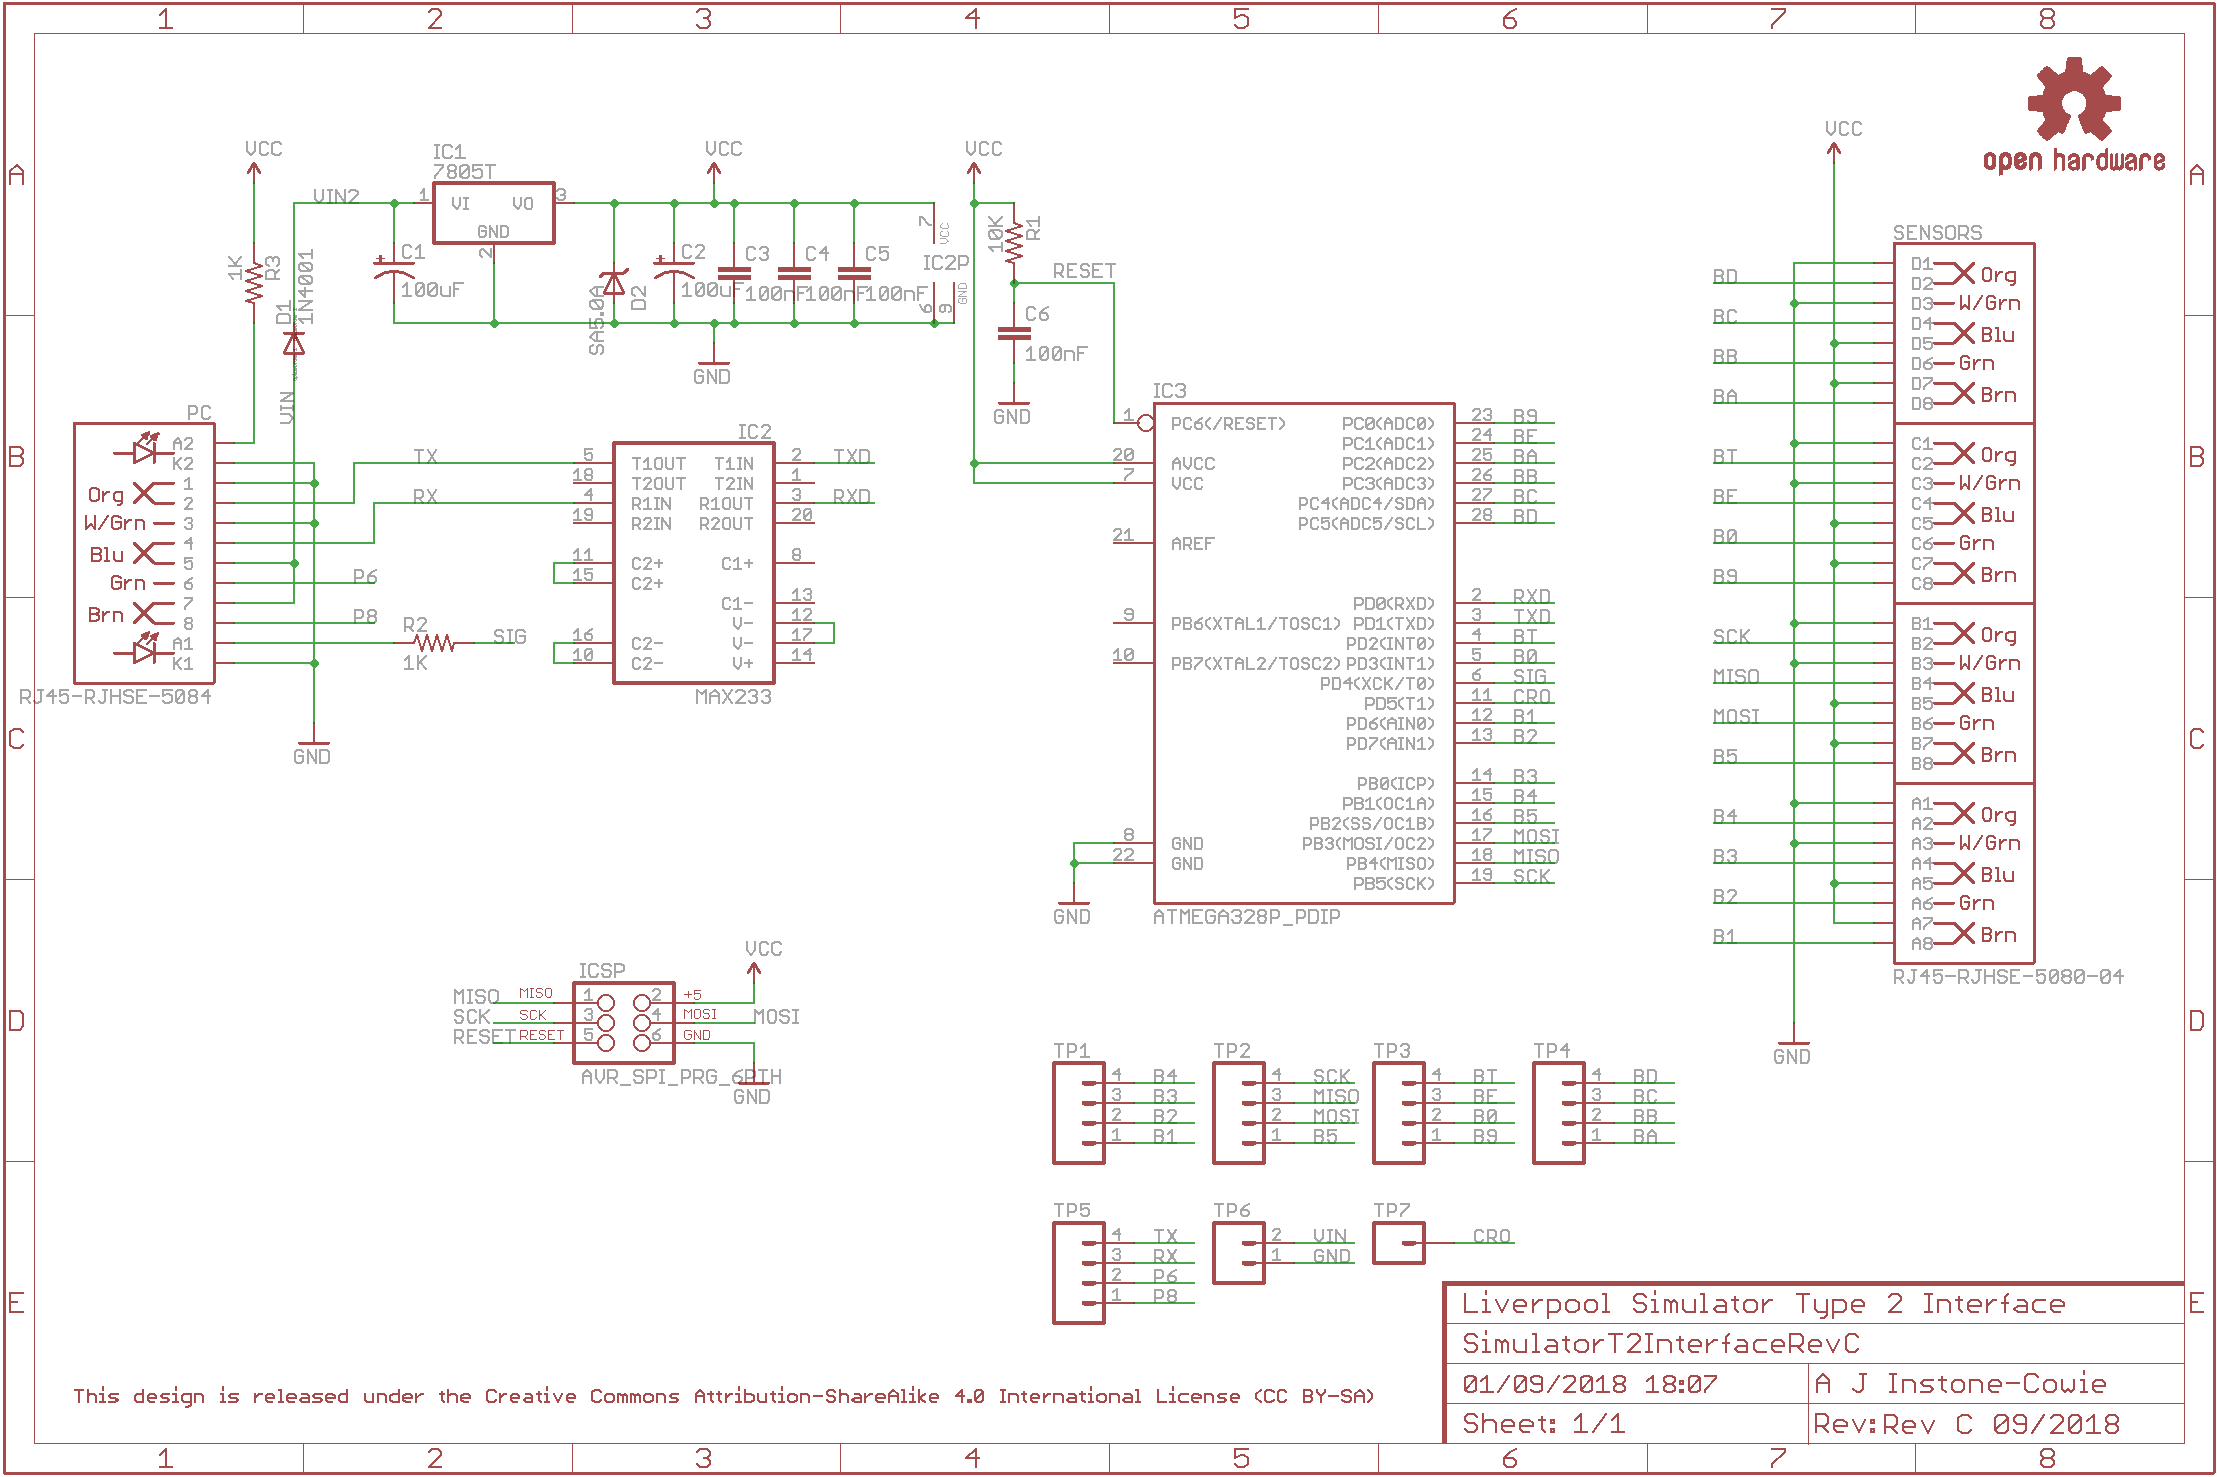 1 2 3 4 5 6 7 8
A A
B B
C C
D D
E E
open hardware
VCC
1K
R3
VIN2
D1
1N4001
VIN
IC1
7805T
1 VI VO 3
GND
2
C1
100uF
SA5.0A
D2
VCC
C2
100uF
C3
100nF
C4
100nF
C5
100nF
7 VCC
IC2P
6 9 GND
GND
VCC
10K
R1
RESET
C6
100nF
GND
PC
A2
K2
Org 1
2
W/Grn 3
Blu 4
5
Grn 6
Brn 7
8
A1
K1
RJ45-RJHSE-5084
TX
RX
P6
P8
R2
1K
SIG
GND
IC2
5 T1OUT T1IN 2 TXD
18 T2OUT T2IN 1
4 R1IN R1OUT 3 RXD
19 R2IN R2OUT 20
11 C2+ C1+ 8
15 C2+
C1- 13
V- 12
16 C2- V- 17
10 C2- V+ 14
MAX233
IC3
1 PC6(/RESET) PC0(ADC0) 23 B9
PC1(ADC1) 24 BE
20 AVCC PC2(ADC2) 25 BA
7 VCC PC3(ADC3) 26 BB
PC4(ADC4/SDA) 27 BC
PC5(ADC5/SCL) 28 BD
21 AREF
PD0(RXD) 2 RXD
9 PB6(XTAL1/TOSC1) PD1(TXD) 3 TXD
PD2(INT0) 4 BT
10 PB7(XTAL2/TOSC2) PD3(INT1) 5 B0
PD4(XCK/T0) 6 SIG
PD5(T1) 11 CRO
PD6(AIN0) 12 B1
PD7(AIN1) 13 B2
PB0(ICP) 14 B3
PB1(OC1A) 15 B4
PB2(SS/OC1B) 16 B5
8 GND PB3(MOSI/OC2) 17 MOSI
22 GND PB4(MISO) 18 MISO
PB5(SCK) 19 SCK
GND
ATMEGA328P_PDIP
VCC
SENSORS
D1 Org
BD D2
D3 W/Grn
BC D4 Blu
D5
BB D6 Grn
D7 Brn
BA D8
C1 Org
BT C2
C3 W/Grn
BE C4 Blu
C5
B0 C6 Grn
C7 Brn
B9 C8
B1 Org
SCK B2
B3 W/Grn
MISO B4 Blu
B5
MOSI B6 Grn
B7 Brn
B5 B8
A1 Org
B4 A2
A3 W/Grn
B3 A4 Blu
A5
B2 A6 Grn
A7 Brn
B1 A8
RJ45-RJHSE-5080-04
GND
VCC
ICSP
MISO MISO 1 2 +5
SCK SCK 3 4 MOSI MOSI
RESET RESET 5 6 GND
AVR_SPI_PRG_6PTH
GND
TP1
4 B4
3 B3
2 B2
1 B1
TP2
4 SCK
3 MISO
2 MOSI
1 B5
TP3
4 BT
3 BE
2 B0
1 B9
TP4
4 BD
3 BC
2 BB
1 BA
TP5
4 TX
3 RX
2 P6
1 P8
TP6
2 VIN
1 GND
TP7
CRO
This design is released under the Creative Commons Attribution-ShareAlike 4.0 International License (CC BY-SA)
Liverpool Simulator Type 2 Interface
SimulatorT2InterfaceRevC
01/09/2018 18:07 A J Instone-Cowie
Sheet: 1/1 Rev:Rev C 09/2018
1 2 3 4 5 6 7 8